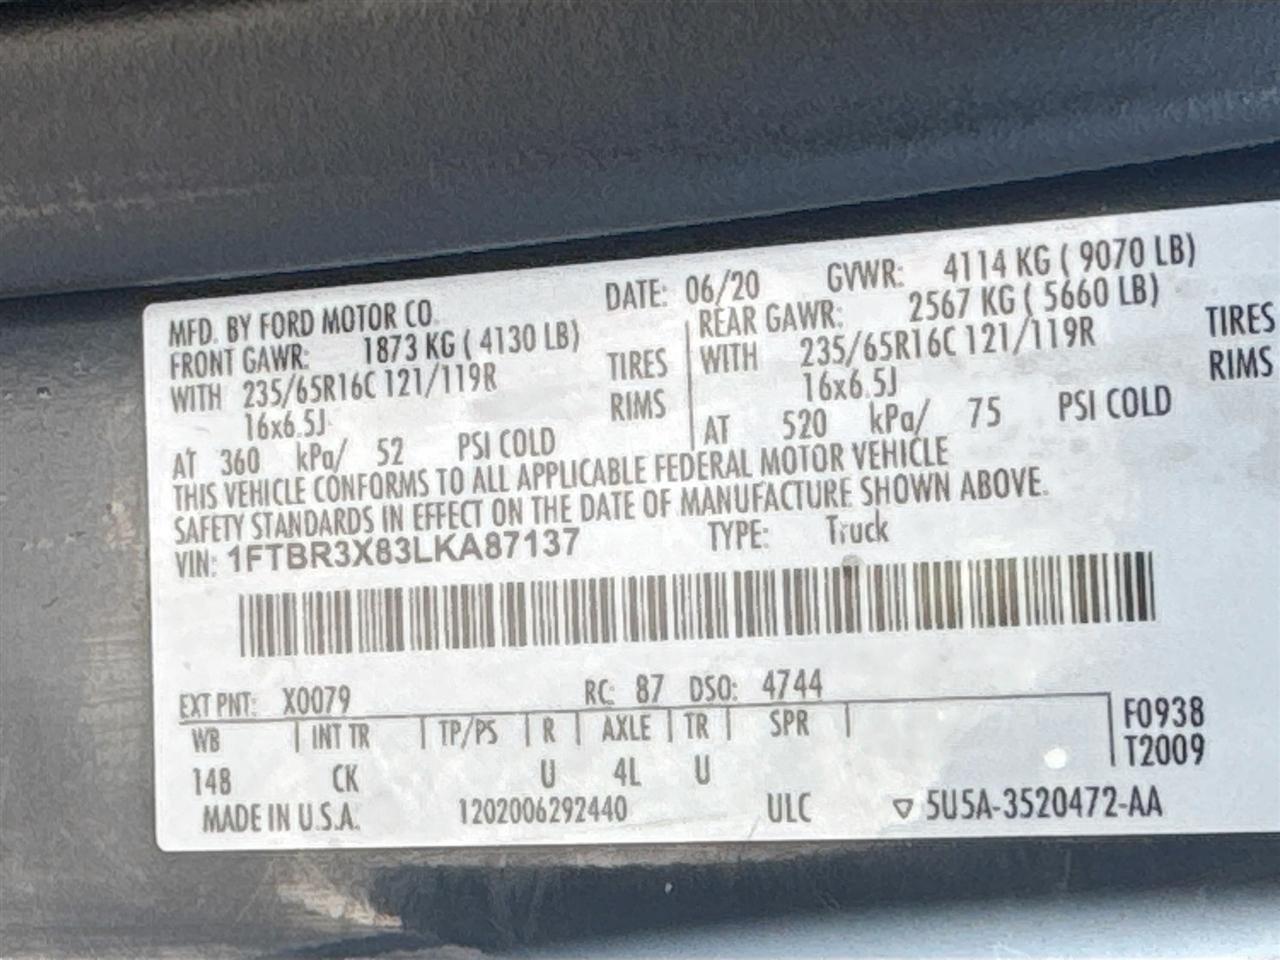 MFD. BY FORD MOTOR CO. DATE: 06/20 GVWR: 4114 KG ( 9070 LB)
FRONT GAWR: 1873 KG ( 4130 LB) REAR GAWR: 2567 KG ( 5660 LB)
WITH 235/65R16C 121/119R TIRES WITH 235/65R16C 121/119R TIRES
16x6.5J RIMS 16x6.5J RIMS
AT 360 kPa/ 52 PSI COLD AT 520 kPa/ 75 PSI COLD
THIS VEHICLE CONFORMS TO ALL APPLICABLE FEDERAL MOTOR VEHICLE
SAFETY STANDARDS IN EFFECT ON THE DATE OF MANUFACTURE SHOWN ABOVE.
VIN: 1FTBR3X83LKA87137 TYPE: Truck
EXT PNT: X0079 RC: 87 DSO: 4744
WB INT TR TP/PS R AXLE TR SPR F0938
T2009
148 CK U 4L U
MADE IN U.S.A. 1202006292440 ULC 5U5A-3520472-AA